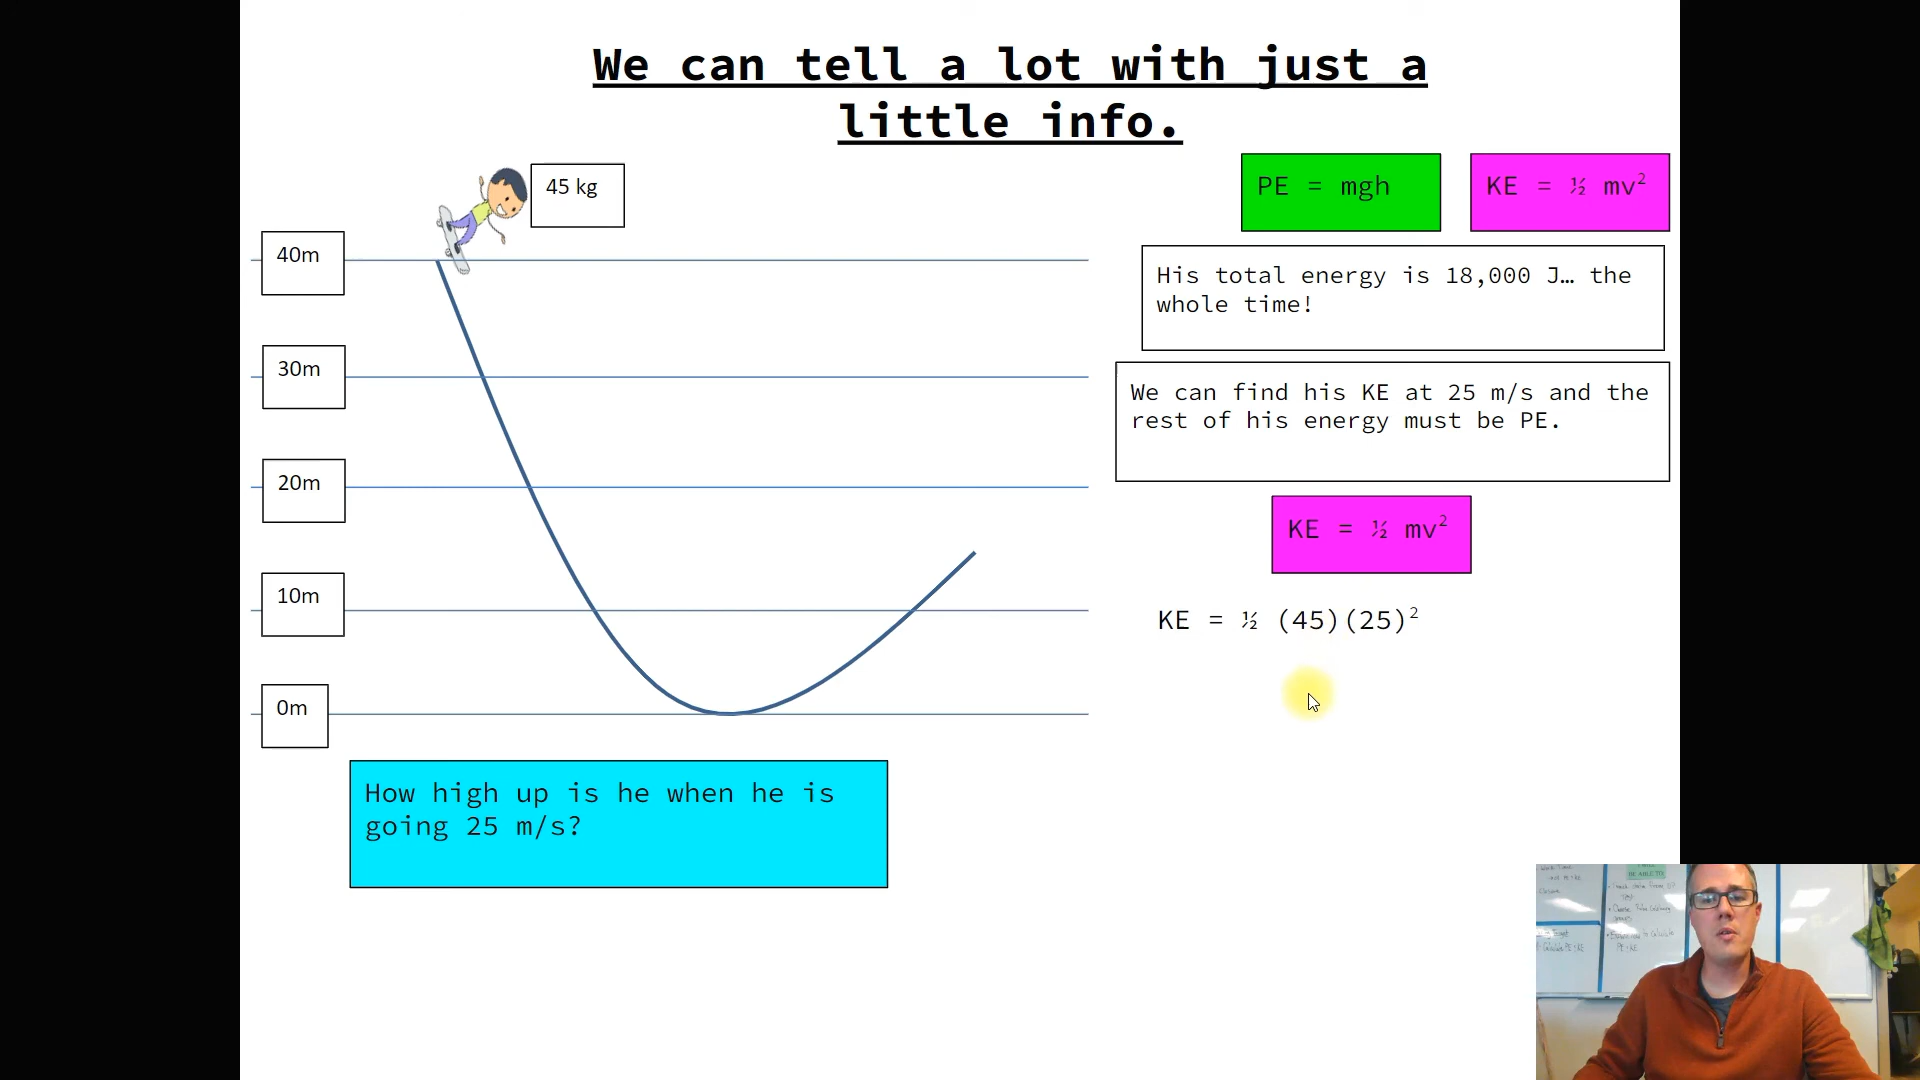 We can tell a lot with just a
little info.
45 kg
PE = mgh
KE = ½ mv²
40m
His total energy is 18,000 J… the
whole time!
30m
We can find his KE at 25 m/s and the
rest of his energy must be PE.
20m
KE = ½ mv²
10m
KE = ½ (45)(25)²
0m
How high up is he when he is
going 25 m/s?
BE ABLE TO